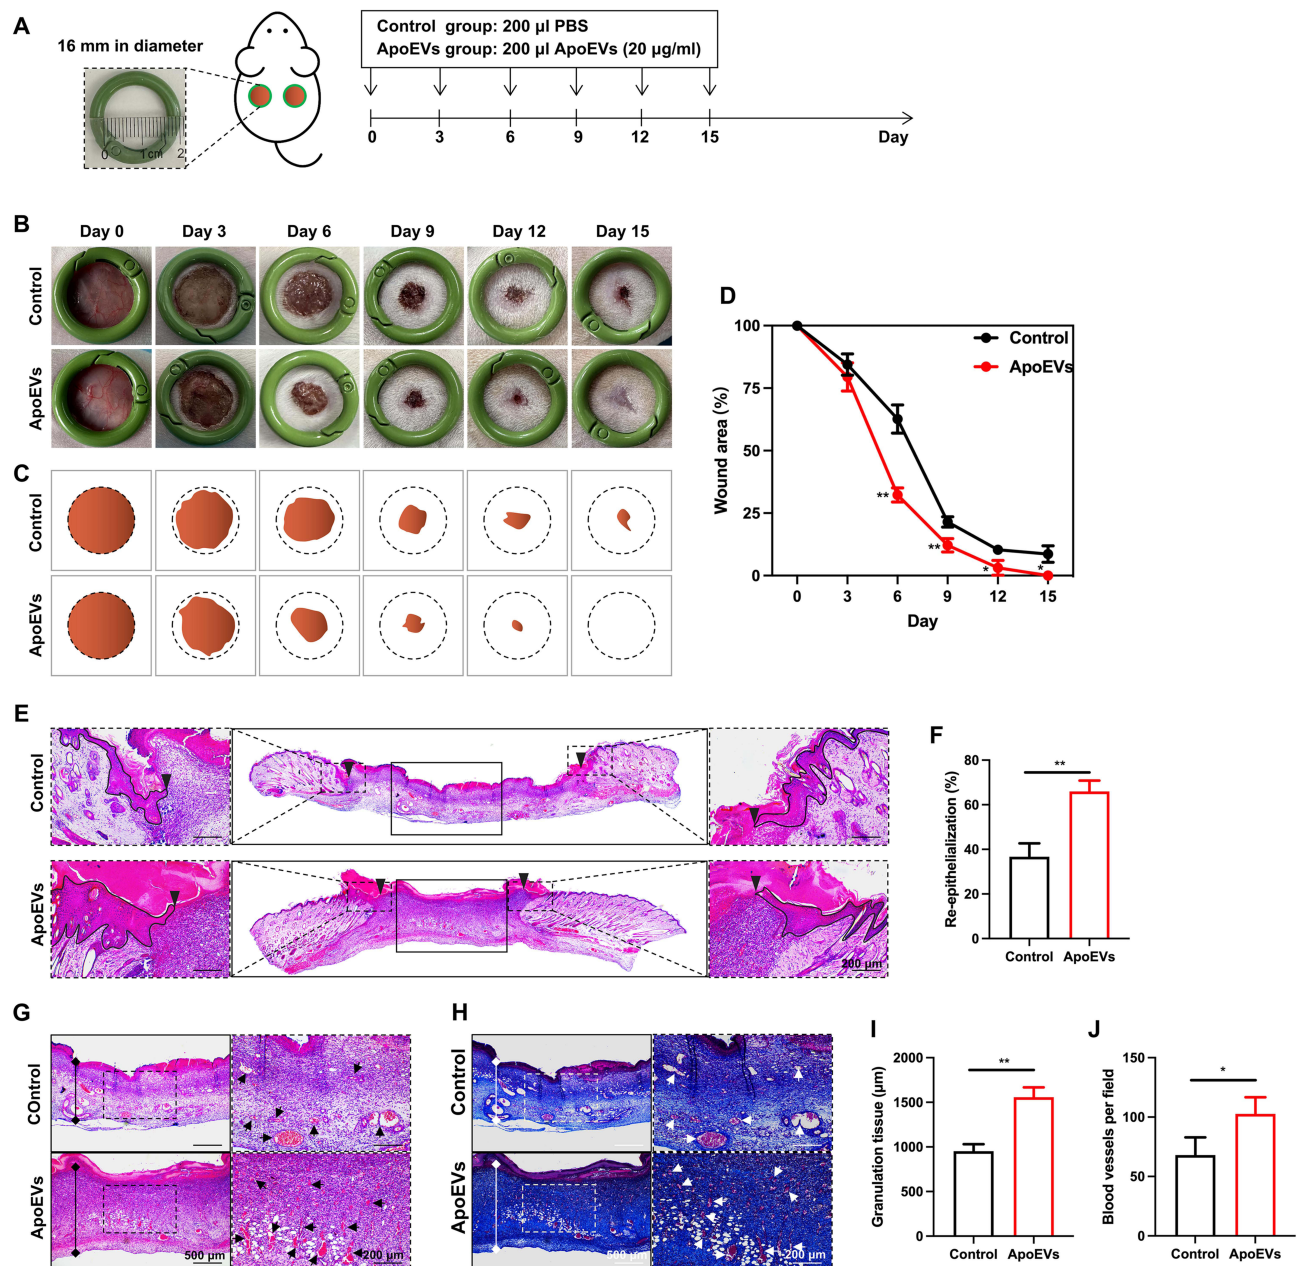 A
16 mm in diameter
0 1cm 2
Control group: 200 µl PBS
ApoEVs group: 200 µl ApoEVs (20 µg/ml)
0 3 6 9 12 15 Day
B
Day 0 Day 3 Day 6 Day 9 Day 12 Day 15
Control
ApoEVs
C
Control
ApoEVs
D
Wound area (%)
100
75
50
25
0
Control
ApoEVs
**
**
*
*
0 3 6 9 12 15
Day
E
Control
ApoEVs
200 µm
F
Re-epithelialization (%)
80
60
40
20
0
**
Control ApoEVs
G
COntrol
ApoEVs
500 µm
200 µm
H
Control
ApoEVs
500 µm
200 µm
I
Granulation tissue (µm)
2000
1500
1000
500
0
**
Control ApoEVs
J
Blood vessels per field
150
100
50
0
*
Control ApoEVs